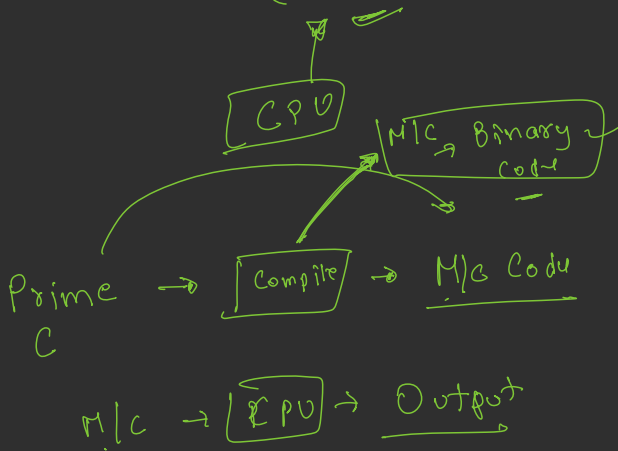 CPU
M/C → Binary
Code
Prime → Compile → M/C Code
C
M/C → CPU → Output